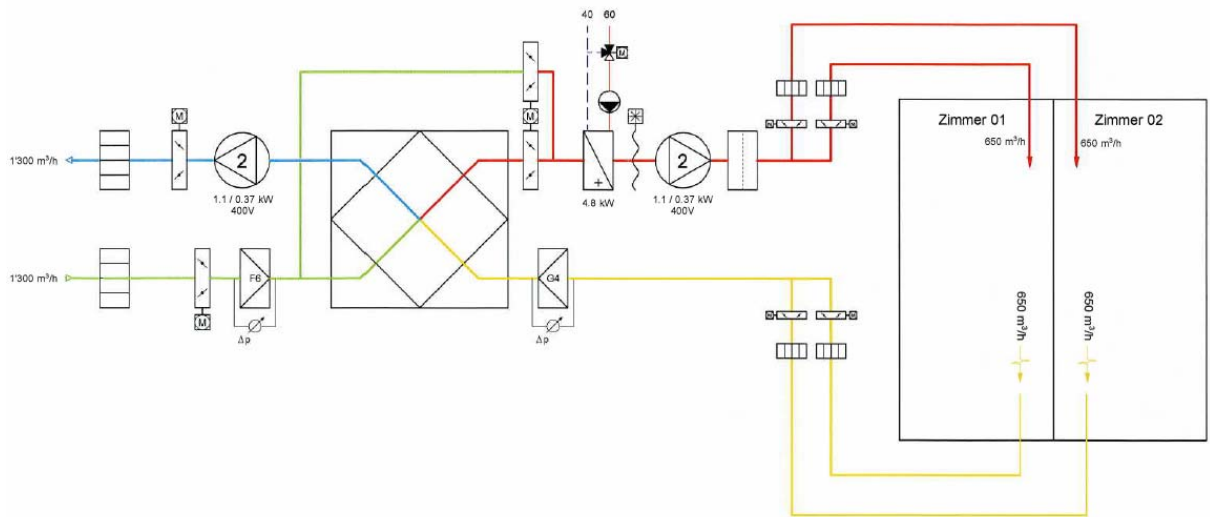 40 60
M
M
2
1.1 / 0.37 kW
400V
M
4.8 kW
2
1.1 / 0.37 kW
400V
M
M
Zimmer 01
650 m³/h
Zimmer 02
650 m³/h
1'300 m³/h
1'300 m³/h
M
F6
Δp
G4
Δp
M
M
650 m³/h
650 m³/h